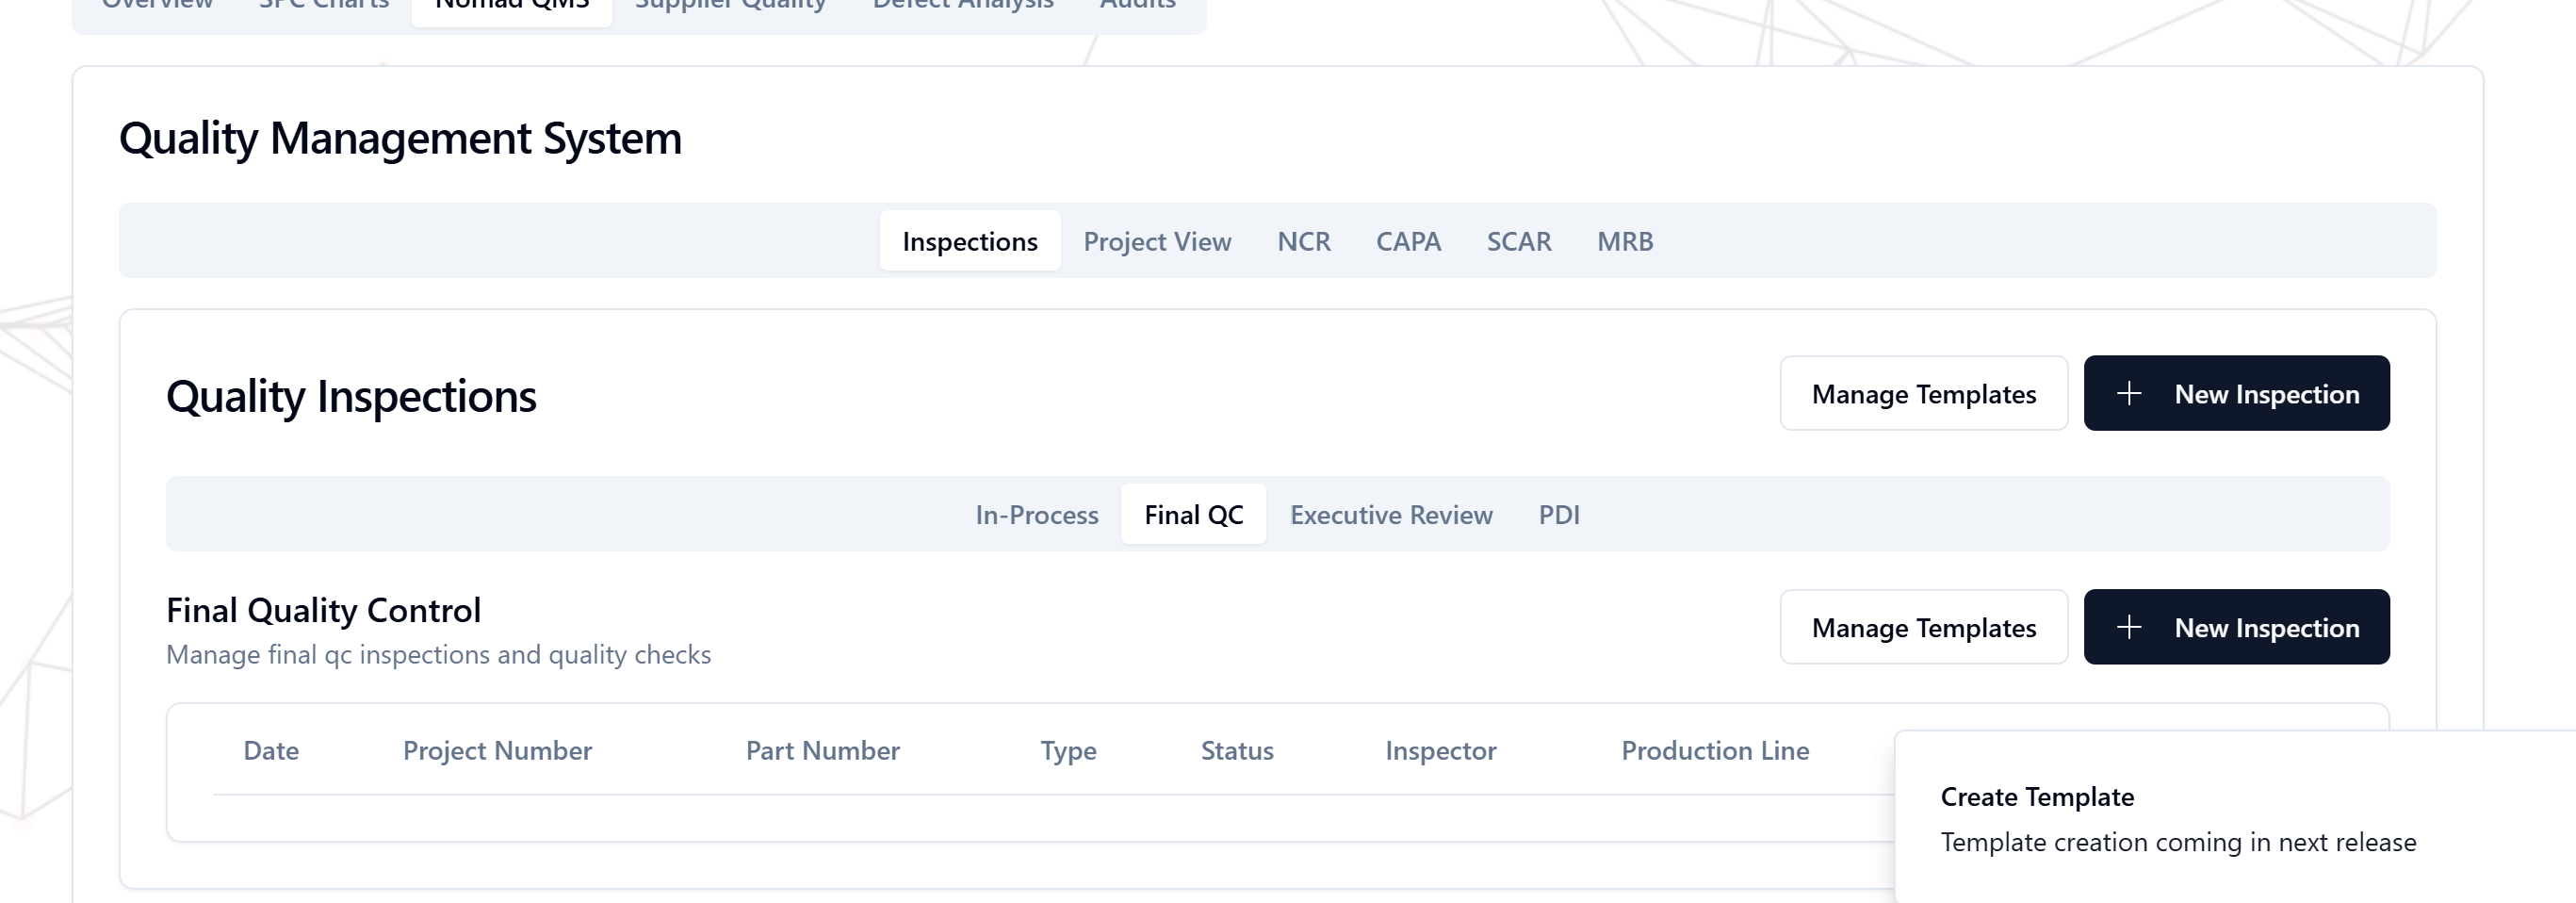 Overview SPC Charts Nomad QMS Supplier Quality Defect Analysis Audits
Quality Management System
Inspections Project View NCR CAPA SCAR MRB
Quality Inspections
Manage Templates
New Inspection
In-Process Final QC Executive Review PDI
Final Quality Control
Manage final qc inspections and quality checks
Manage Templates
New Inspection
Date Project Number Part Number Type Status Inspector Production Line
Create Template
Template creation coming in next release